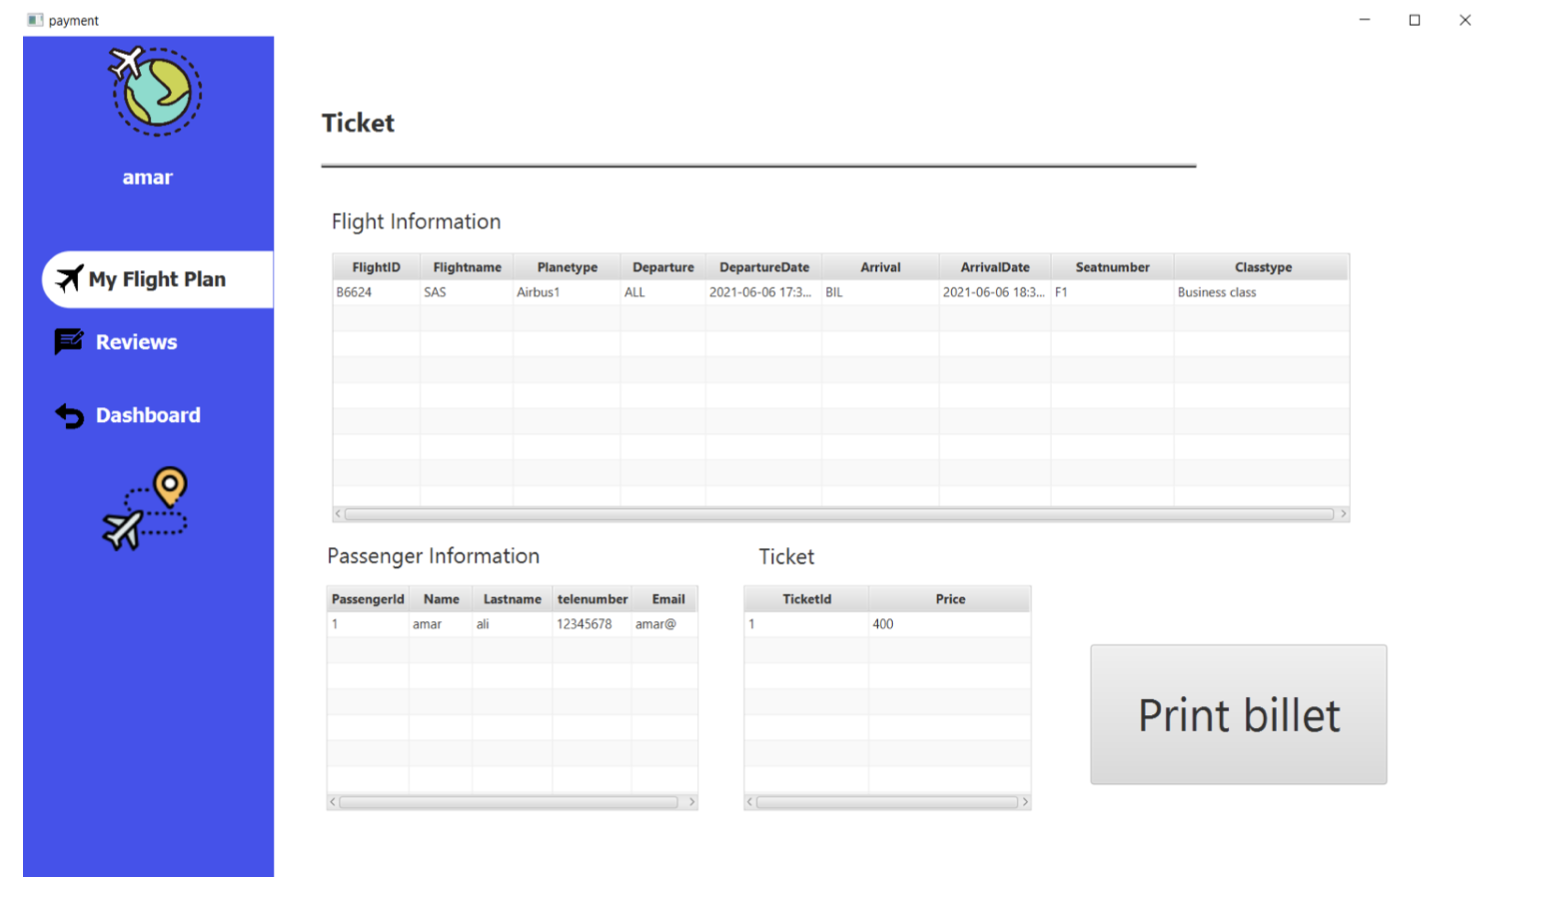 payment
amar
My Flight Plan
Reviews
Dashboard
Ticket
Flight Information
FlightID Flightname Planetype Departure DepartureDate Arrival ArrivalDate Seatnumber Classtype
B6624 SAS Airbus1 ALL 2021-06-06 17:3... BIL 2021-06-06 18:3... F1 Business class
Passenger Information
PassengerId Name Lastname telenumber Email
1 amar ali 12345678 amar@
Ticket
TicketId Price
1 400
Print billet